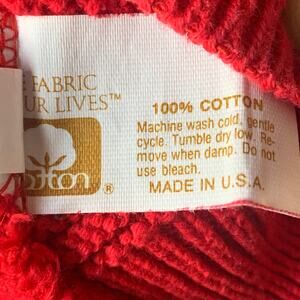 E FABRIC
UR LIVES™
cotton
®
100% COTTON
Machine wash cold, gentle
cycle. Tumble dry low. Re-
move when damp. Do not
use bleach.
MADE IN U.S.A.